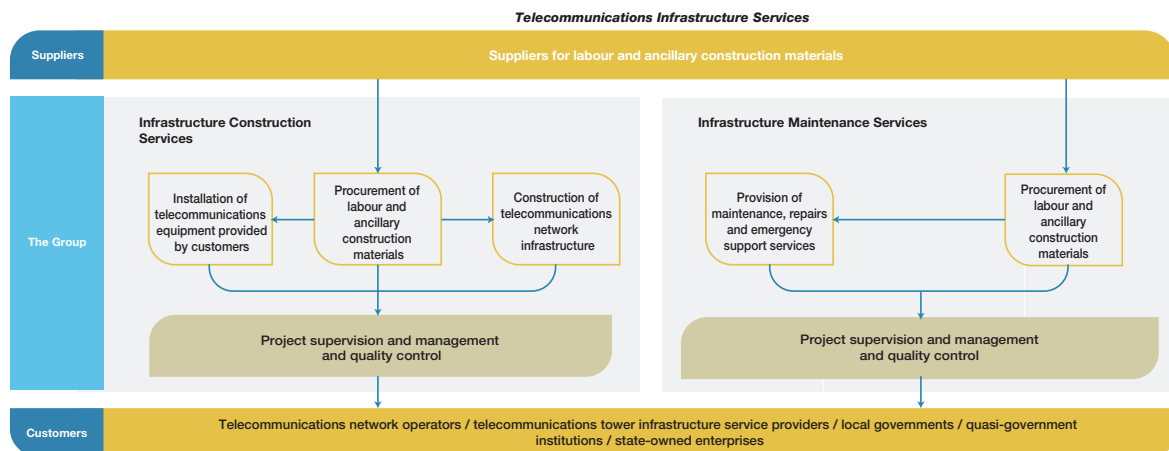 Telecommunications Infrastructure Services
Suppliers
Suppliers for labour and ancillary construction materials
The Group
Infrastructure Construction
Services
Installation of
telecommunications
equipment provided
by customers
Procurement of
labour and
ancillary
construction
materials
Construction of
telecommunications
network
infrastructure
Project supervision and management
and quality control
Infrastructure Maintenance Services
Provision of
maintenance, repairs
and emergency
support services
Procurement of
labour and
ancillary
construction
materials
Project supervision and management
and quality control
Customers
Telecommunications network operators / telecommunications tower infrastructure service providers / local governments / quasi-government
institutions / state-owned enterprises